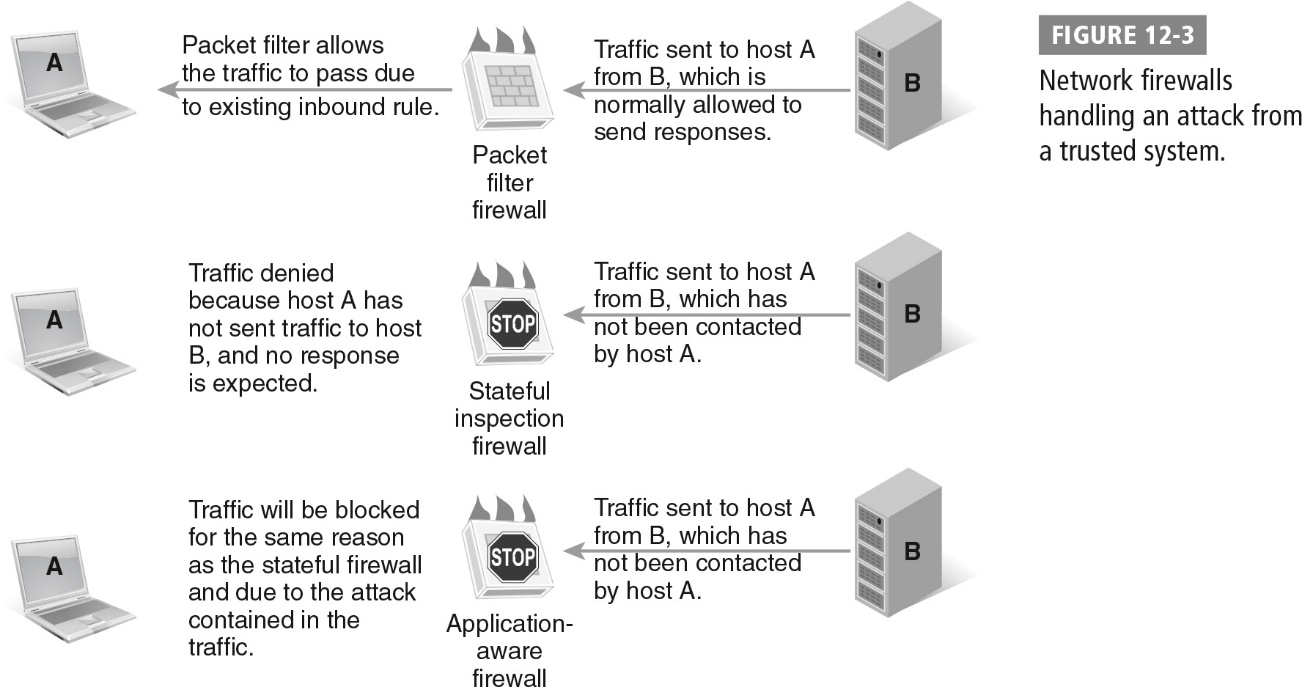 A
Packet filter allows
the traffic to pass due
to existing inbound rule.
Packet
filter
firewall
Traffic sent to host A
from B, which is
normally allowed to
send responses.
B
FIGURE 12-3
Network firewalls
handling an attack from
a trusted system.
A
Traffic denied
because host A has
not sent traffic to host
B, and no response
is expected.
STOP
Stateful
inspection
firewall
Traffic sent to host A
from B, which has
not been contacted
by host A.
B
A
Traffic will be blocked
for the same reason
as the stateful firewall
and due to the attack
contained in the
traffic.
STOP
Application-
aware
firewall
Traffic sent to host A
from B, which has
not been contacted
by host A.
B